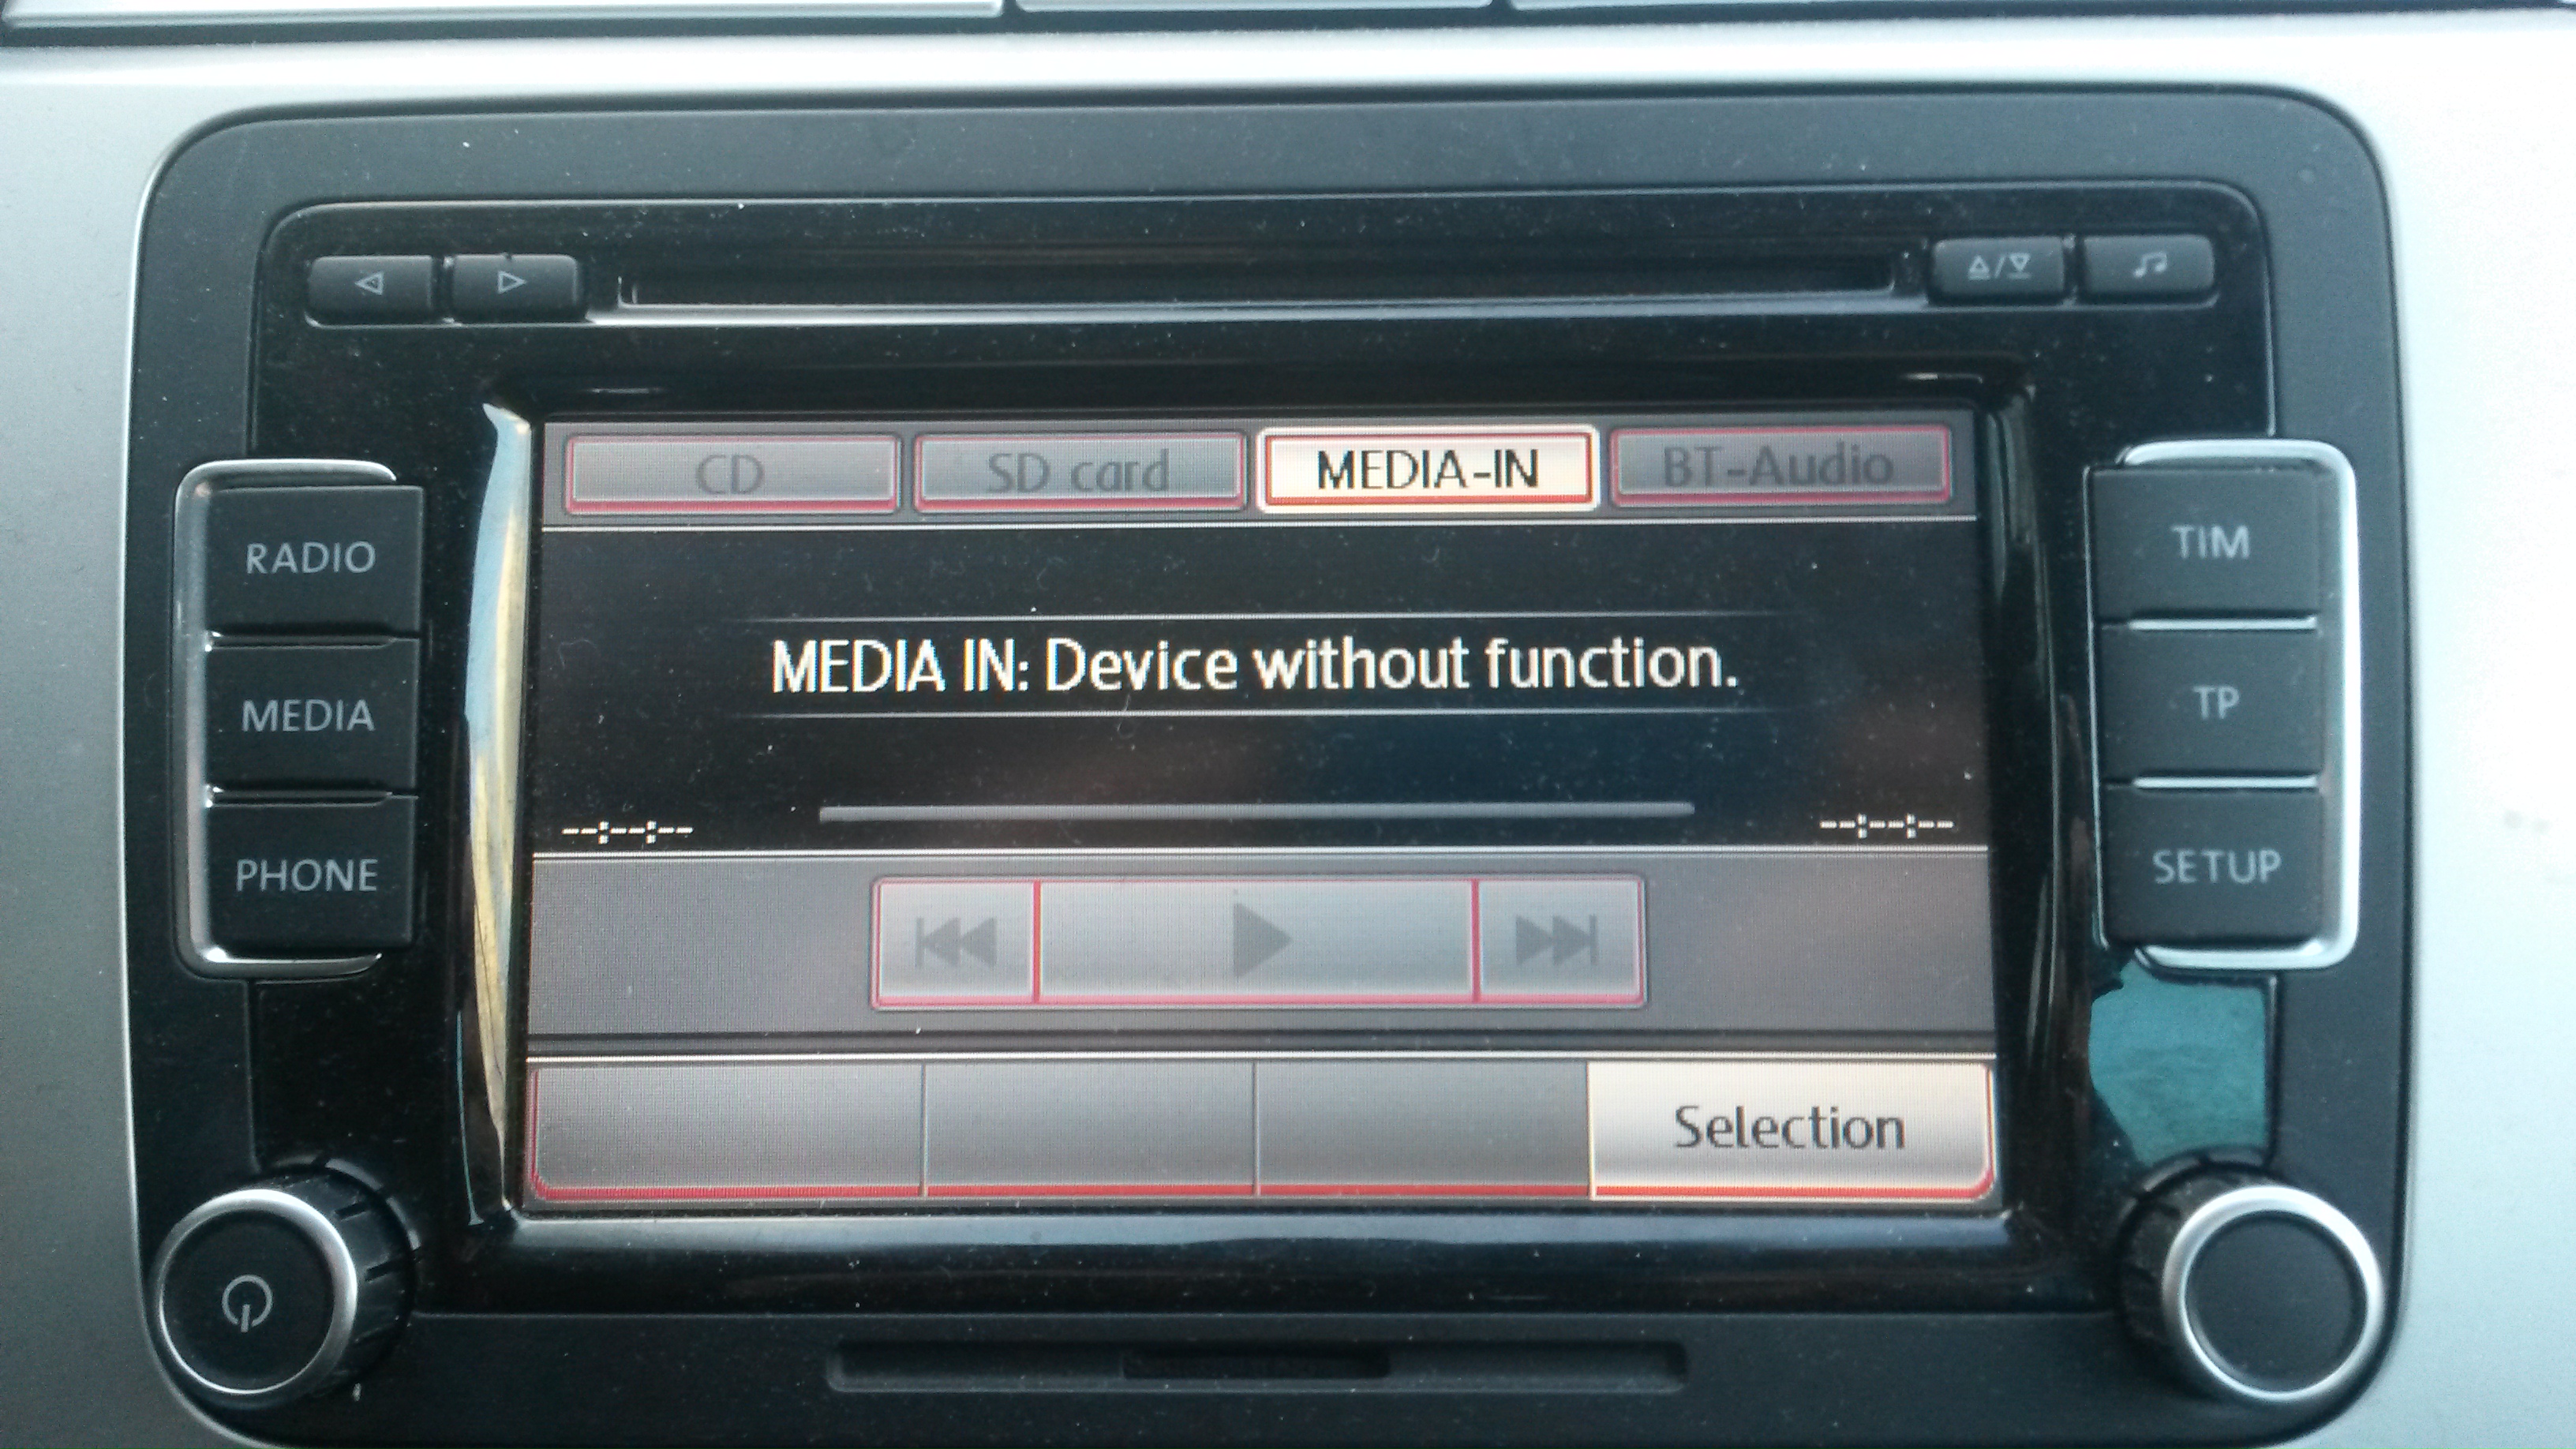 CD
SD card
MEDIA-IN
BT-Audio
RADIO
MEDIA
PHONE
MEDIA IN: Device without function.
--:--:--
--:--:--
Selection
TIM
TP
SETUP